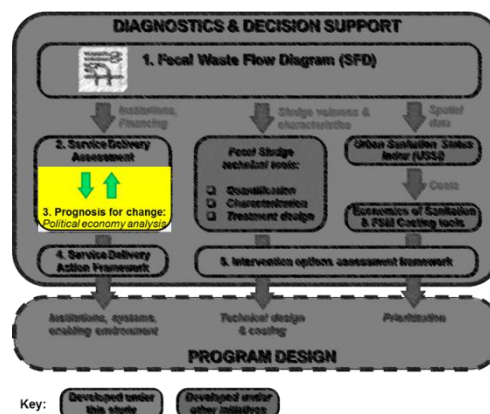 DIAGNOSTICS & DECISION SUPPORT
1. Fecal Waste Flow Diagram (SFD)
Institutions,
Financing
Sludge volumes &
characteristics
Spatial
data
2. Service Delivery
Assessment
Fecal Sludge
technical tools:
Quantification
Characterization
Treatment design
Urban Sanitation Status
Index (USSI)
Costs
3. Prognosis for change:
Political economy analysis
Economics of Sanitation
& FSM Costing tools
4. Service Delivery
Action Framework
5. Intervention options assessment framework
Institutions, systems,
enabling environment
Technical design
& costing
Prioritization
PROGRAM DESIGN
Key:
Developed under
this study
Developed under
other initiatives